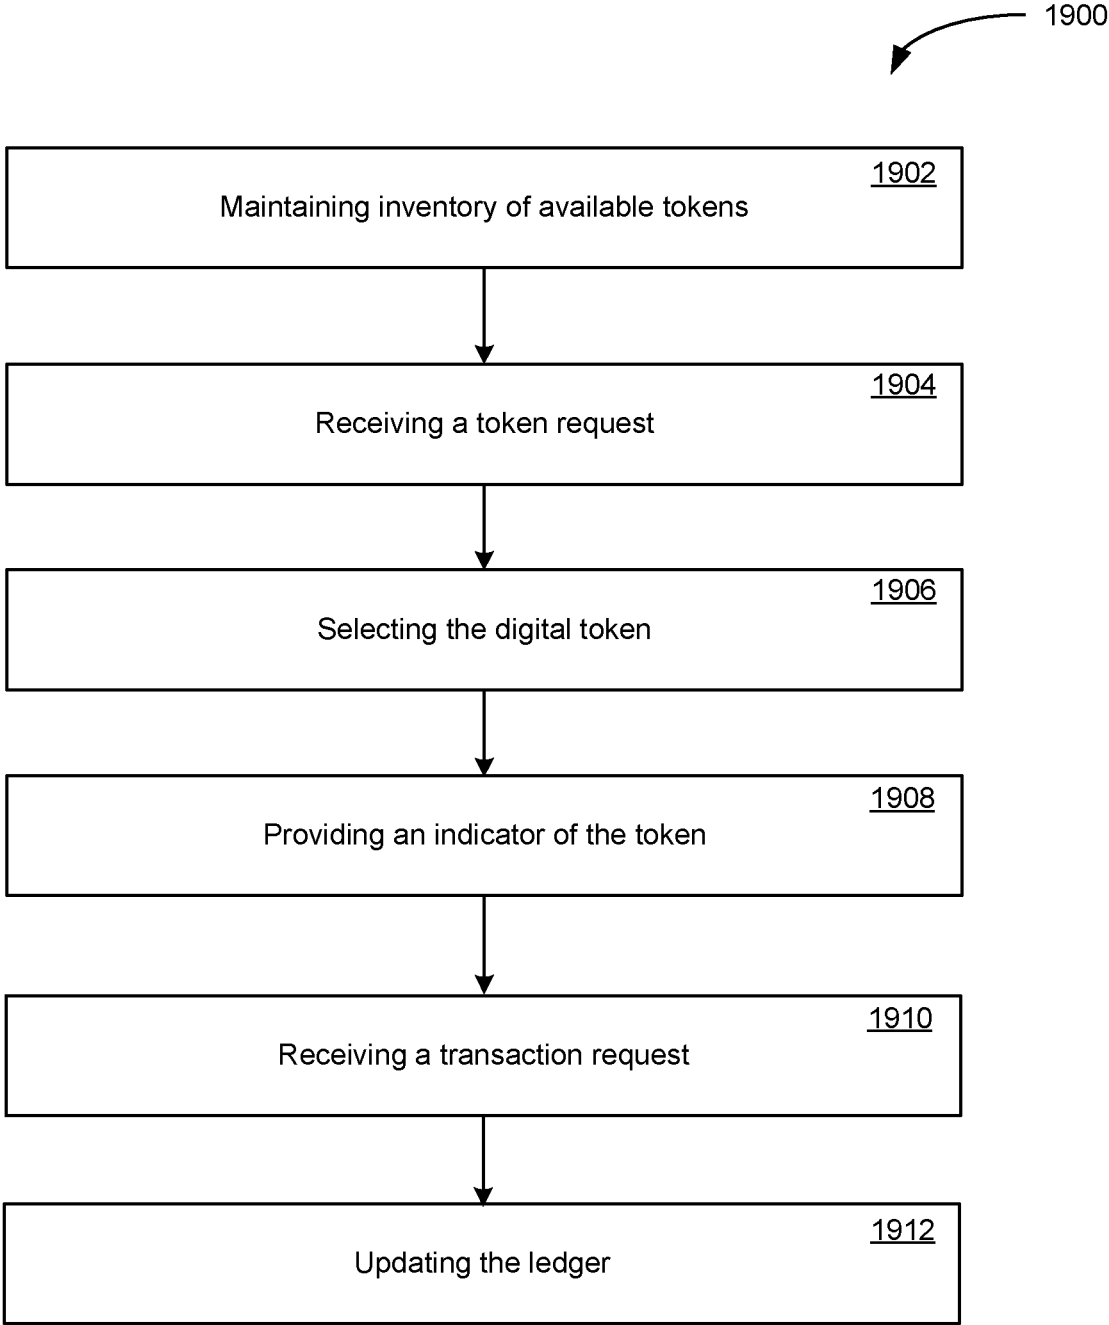 1900
1902
Maintaining inventory of available tokens
1904
Receiving a token request
1906
Selecting the digital token
1908
Providing an indicator of the token
1910
Receiving a transaction request
1912
Updating the ledger